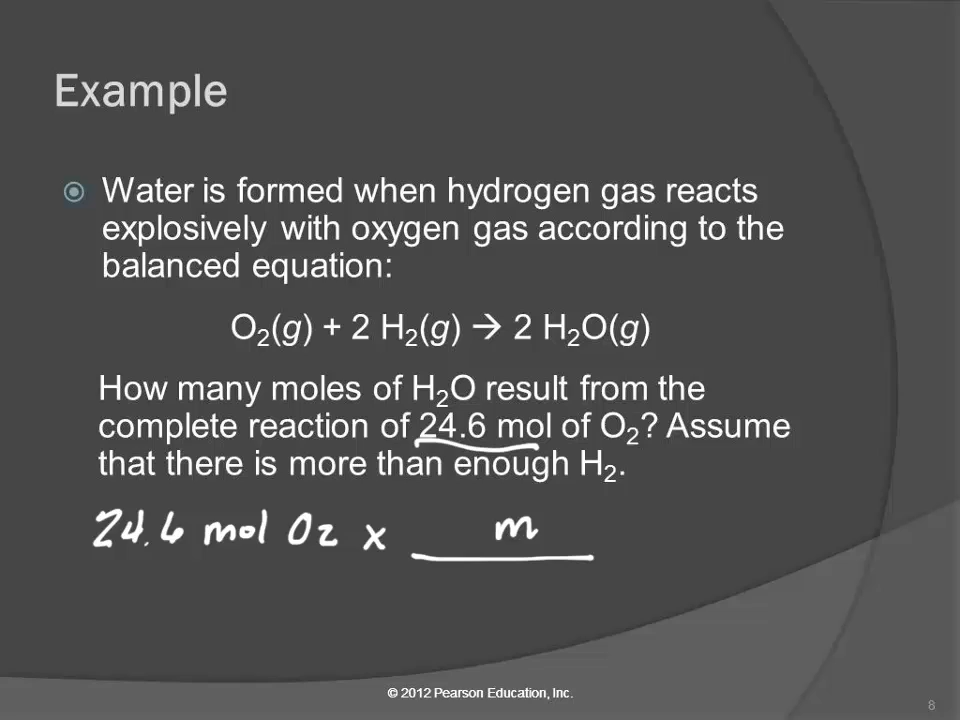 Example
Water is formed when hydrogen gas reacts
explosively with oxygen gas according to the
balanced equation:
O₂(g) + 2 H₂(g) → 2 H₂O(g)
How many moles of H₂O result from the
complete reaction of 24.6 mol of O₂? Assume
that there is more than enough H₂.
24.6 mol O₂ x m
© 2012 Pearson Education, Inc.
8